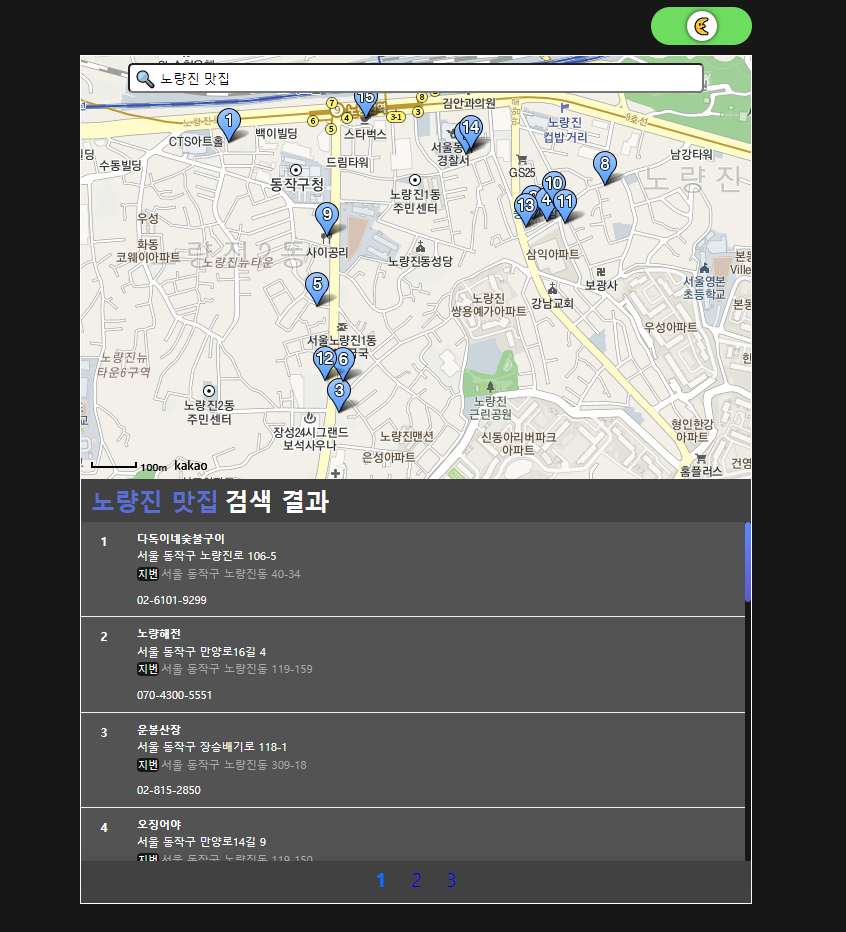 노량진 맛집
김안과의원
노량진
컵밥거리
9호선
CTS아트홀
백이빌딩
스타벅스
수동빌딩
드림타워
서울동
경찰서
GS25
남강타워
동작구청
노량진1동
주민센터
노 량 진
우성
화동
코웨이아파트
량 진 2 동
노량진뉴타운
사이공리
노량진동성당
삼익아파트
보광사
서울영본
초등학교
노량진
쌍용예가아파트
강남교회
우성아파트
서울노량진1동
노량진뉴
타운6구역
노량진2동
주민센터
노량진
근린공원
장성24시그랜드
보석사우나
노량진맨션
은성아파트
신동아리버파크
아파트
형인한강
아파트
홈플러스
100m kakao
15
1
14
8
10
13
4
11
9
5
12
6
3
노량진 맛집 검색 결과
1
다독이네숯불구이
서울 동작구 노량진로 106-5
지번 서울 동작구 노량진동 40-34
02-6101-9299
2
노량헤전
서울 동작구 만양로16길 4
지번 서울 동작구 노량진동 119-159
070-4300-5551
3
운봉산장
서울 동작구 장승배기로 118-1
지번 서울 동작구 노량진동 309-18
02-815-2850
4
오징어야
서울 동작구 만양로14길 9
지번 서울 동작구 노량진동 119-150
1 2 3